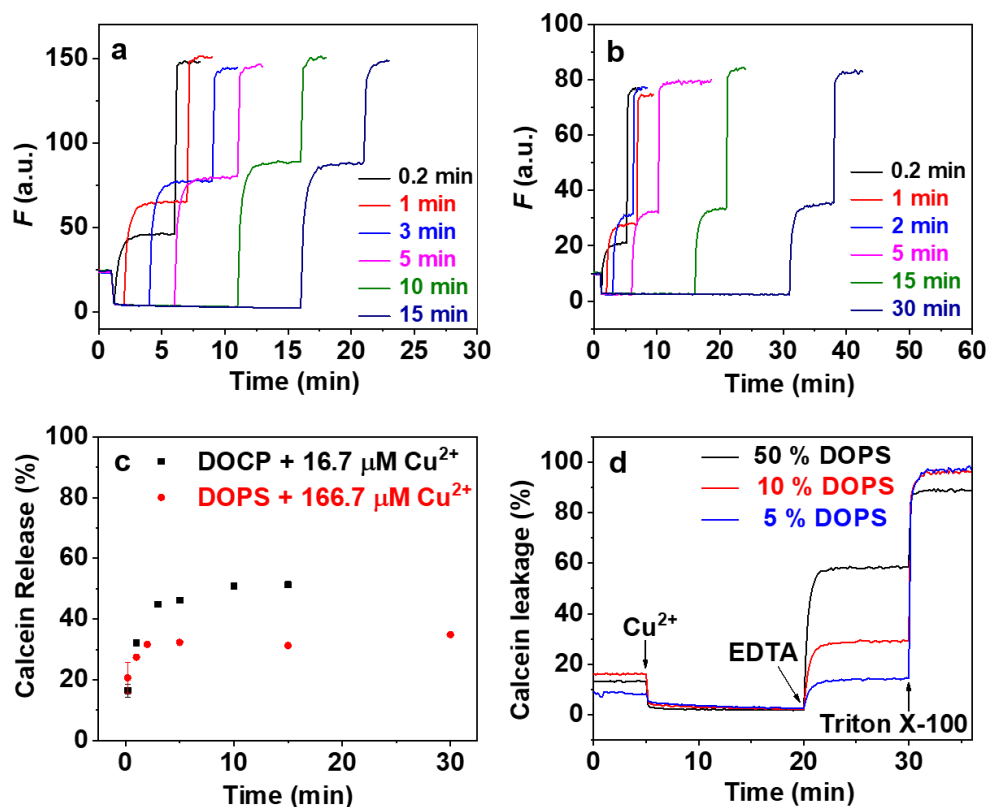 a
F (a.u.)
150
100
50
0
0.2 min
1 min
3 min
5 min
10 min
15 min
0 5 10 15 20 25 30
Time (min)
b
F (a.u.)
100
80
60
40
20
0
0.2 min
1 min
2 min
5 min
15 min
30 min
0 10 20 30 40 50 60
Time (min)
c
Calcein Release (%)
100
80
60
40
20
0
DOCP + 16.7 μM Cu²⁺
DOPS + 166.7 μM Cu²⁺
0 10 20 30
Time (min)
d
Calcein leakage (%)
100
80
60
40
20
0
50 % DOPS
10 % DOPS
5 % DOPS
Cu²⁺
EDTA
Triton X-100
0 10 20 30
Time (min)